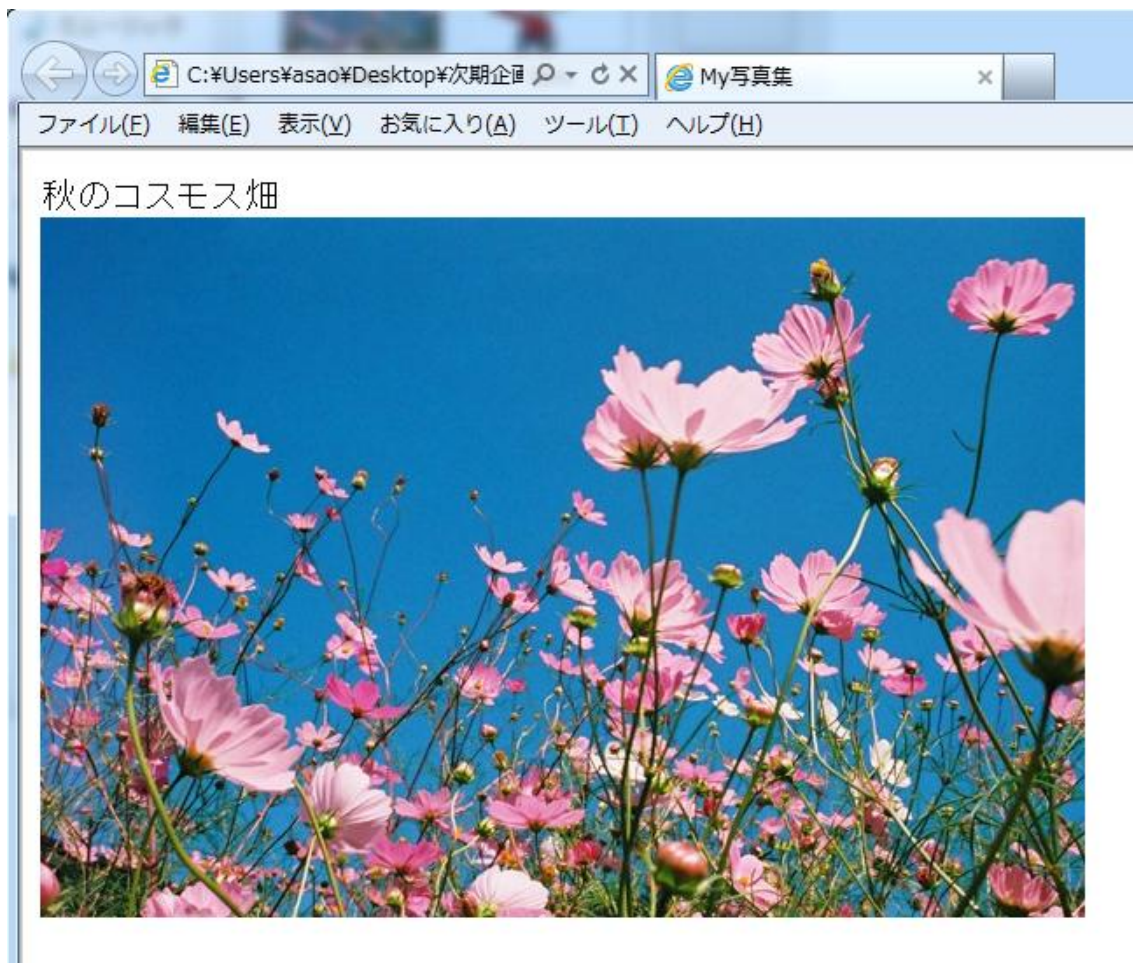 C:¥Users¥asao¥Desktop¥次期企
My写真集
ファイル(F) 編集(E) 表示(V) お気に入り(A) ツール(T) ヘルプ(H)
秋のコスモス畑